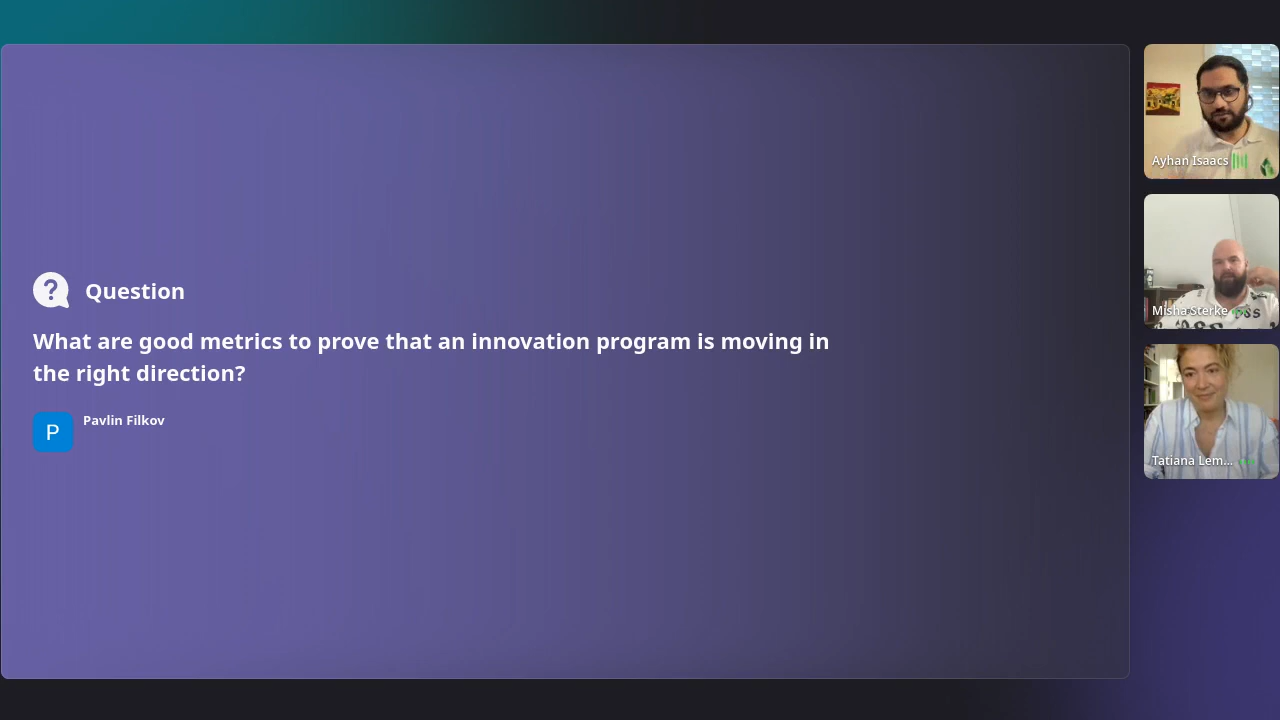 Question
What are good metrics to prove that an innovation program is moving in
the right direction?
P
Pavlin Filkov
Ayhan Isaacs
Misha Sterke
Tatiana Lem...